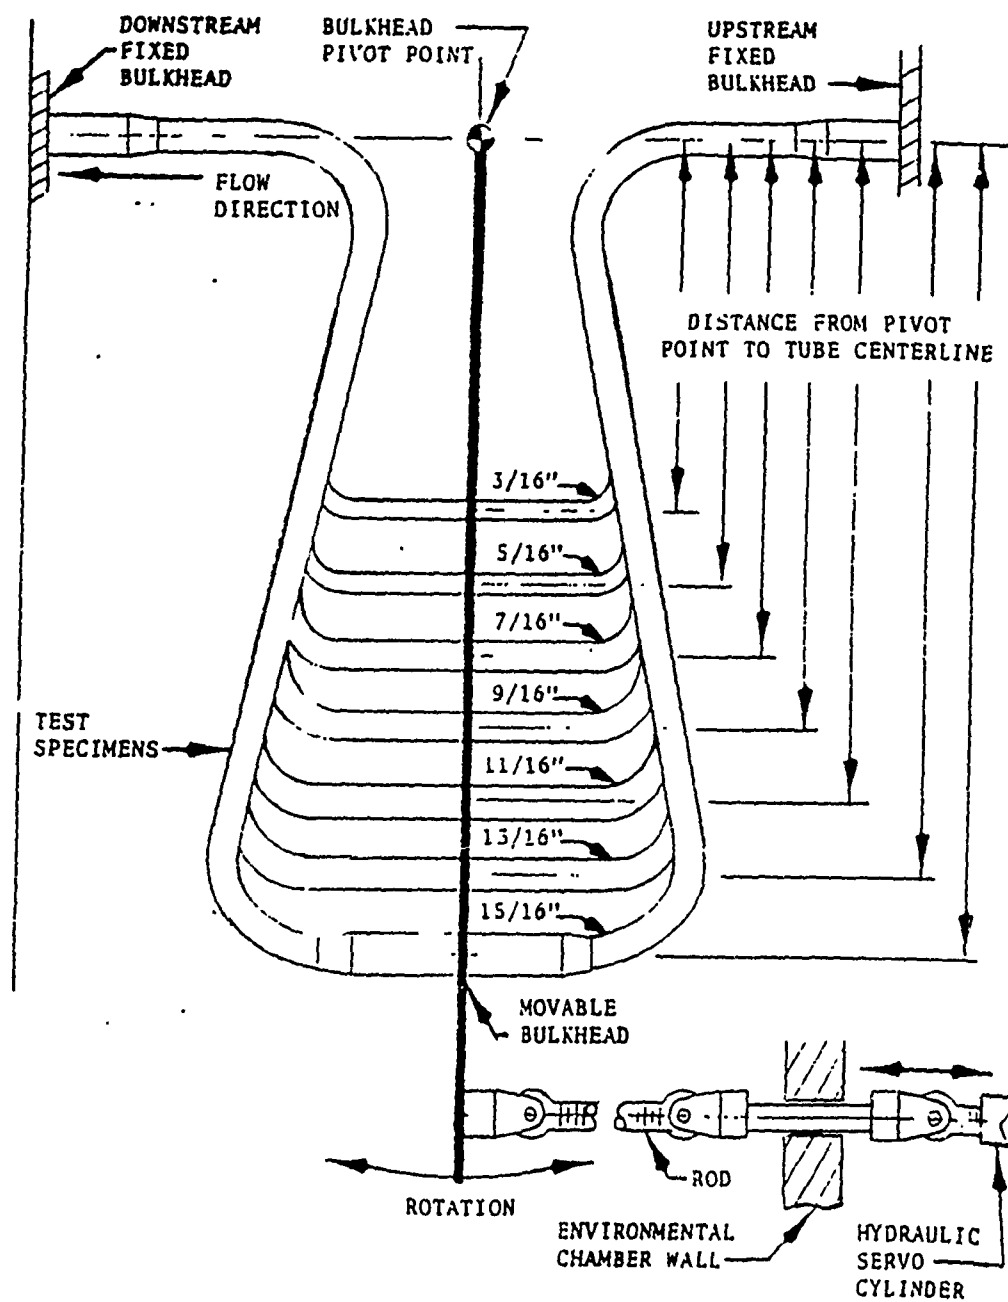 DOWNSTREAM
FIXED
BULKHEAD
BULKHEAD
PIVOT POINT
UPSTREAM
FIXED
BULKHEAD
FLOW
DIRECTION
DISTANCE FROM PIVOT
POINT TO TUBE CENTERLINE
3/16"
5/16"
7/16"
9/16"
11/16"
13/16"
15/16"
TEST
SPECIMENS
MOVABLE
BULKHEAD
ROD
ROTATION
ENVIRONMENTAL
CHAMBER WALL
HYDRAULIC
SERVO
CYLINDER